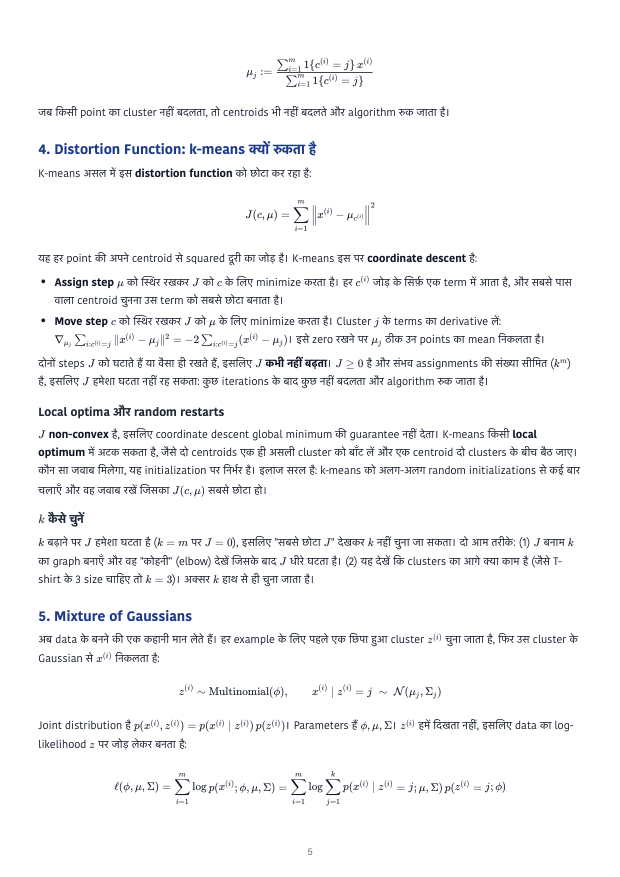 μ_j := \frac{\sum_{i=1}^{m} 1\{c^{(i)} = j\} x^{(i)}}{\sum_{i=1}^{m} 1\{c^{(i)} = j\}}
जब किसी point का cluster नहीं बदलता, तो centroids भी नहीं बदलते और algorithm रुक जाता है।
4. Distortion Function: k-means क्यों रुकता है
K-means असल में इस distortion function को छोटा कर रहा है:
J(c, μ) = \sum_{i=1}^{m} \left\| x^{(i)} − μ_{c^{(i)}} \right\|^2
यह हर point की अपने centroid से squared दूरी का जोड़ है। K-means इस पर coordinate descent है:
• Assign step μ को स्थिर रखकर J को c के लिए minimize करता है। हर c^{(i)} जोड़ के सिर्फ़ एक term में आता है, और सबसे पास
वाला centroid चुनना उस term को सबसे छोटा बनाता है।
• Move step c को स्थिर रखकर J को μ के लिए minimize करता है। Cluster j के terms का derivative लें:
∇_{μ_j} \sum_{i:c^{(i)}=j} ‖x^{(i)} − μ_j‖^2 = −2 \sum_{i:c^{(i)}=j} (x^{(i)} − μ_j)। इसे zero रखने पर μ_j ठीक उन points का mean निकलता है।
दोनों steps J को घटाते हैं या वैसा ही रखते हैं, इसलिए J कभी नहीं बढ़ता। J ≥ 0 है और संभव assignments की संख्या सीमित (k^m)
है, इसलिए J हमेशा घटता नहीं रह सकता: कुछ iterations के बाद कुछ नहीं बदलता और algorithm रुक जाता है।
Local optima और random restarts
J non-convex है, इसलिए coordinate descent global minimum की guarantee नहीं देता। K-means किसी local
optimum में अटक सकता है, जैसे दो centroids एक ही असली cluster को बाँट लें और एक centroid दो clusters के बीच बैठ जाए।
कौन सा जवाब मिलेगा, यह initialization पर निर्भर है। इलाज सरल है: k-means को अलग-अलग random initializations से कई बार
चलाएँ और वह जवाब रखें जिसका J(c, μ) सबसे छोटा हो।
k कैसे चुनें
k बढ़ाने पर J हमेशा घटता है (k = m पर J = 0), इसलिए "सबसे छोटा J" देखकर k नहीं चुना जा सकता। दो आम तरीके: (1) J बनाम k
का graph बनाएँ और वह "कोहनी" (elbow) देखें जिसके बाद J धीरे घटता है। (2) यह देखें कि clusters का आगे क्या काम है (जैसे T-
shirt के 3 size चाहिए तो k = 3)। अक्सर k हाथ से ही चुना जाता है।
5. Mixture of Gaussians
अब data के बनने की एक कहानी मान लेते हैं। हर example के लिए पहले एक छिपा हुआ cluster z^{(i)} चुना जाता है, फिर उस cluster के
Gaussian से x^{(i)} निकलता है:
z^{(i)} ∼ Multinomial(ϕ), x^{(i)} | z^{(i)} = j ∼ 𝒩(μ_j, Σ_j)
Joint distribution है p(x^{(i)}, z^{(i)}) = p(x^{(i)} | z^{(i)}) p(z^{(i)})। Parameters हैं ϕ, μ, Σ। z^{(i)} हमें दिखता नहीं, इसलिए data का log-
likelihood z पर जोड़ लेकर बनता है:
ℓ(ϕ, μ, Σ) = \sum_{i=1}^{m} \log p(x^{(i)}; ϕ, μ, Σ) = \sum_{i=1}^{m} \log \sum_{j=1}^{k} p(x^{(i)} | z^{(i)} = j; μ, Σ) p(z^{(i)} = j; ϕ)
5